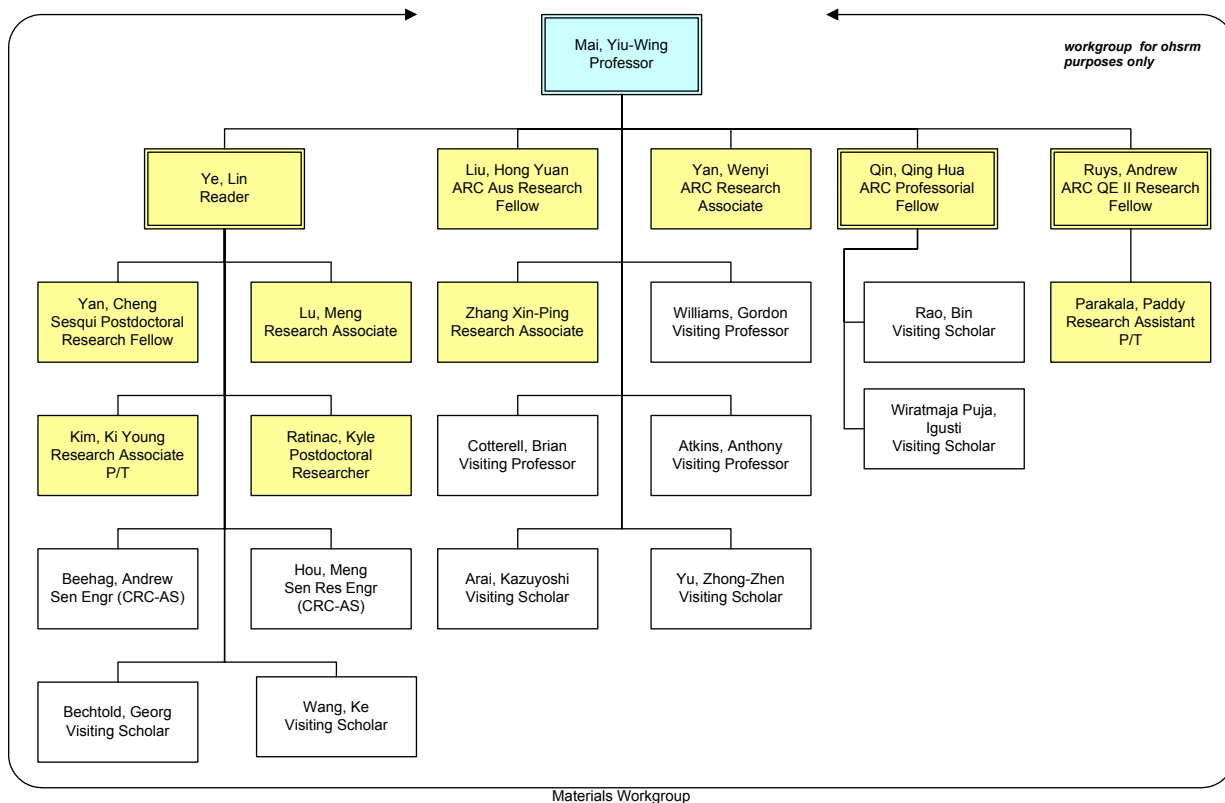 Mai, Yiu-Wing
Professor
workgroup for ohsrm
purposes only
Ye, Lin
Reader
Liu, Hong Yuan
ARC Aus Research
Fellow
Yan, Wenyi
ARC Research
Associate
Qin, Qing Hua
ARC Professorial
Fellow
Ruys, Andrew
ARC QE II Research
Fellow
Yan, Cheng
Sesqui Postdoctoral
Research Fellow
Lu, Meng
Research Associate
Zhang Xin-Ping
Research Associate
Williams, Gordon
Visiting Professor
Rao, Bin
Visiting Scholar
Parakala, Paddy
Research Assistant
P/T
Kim, Ki Young
Research Associate
P/T
Ratinac, Kyle
Postdoctoral
Researcher
Cotterell, Brian
Visiting Professor
Atkins, Anthony
Visiting Professor
Wiratmaja Puja,
Igusti
Visiting Scholar
Beehag, Andrew
Sen Engr (CRC-AS)
Hou, Meng
Sen Res Engr
(CRC-AS)
Arai, Kazuyoshi
Visiting Scholar
Yu, Zhong-Zhen
Visiting Scholar
Bechtold, Georg
Visiting Scholar
Wang, Ke
Visiting Scholar
Materials Workgroup